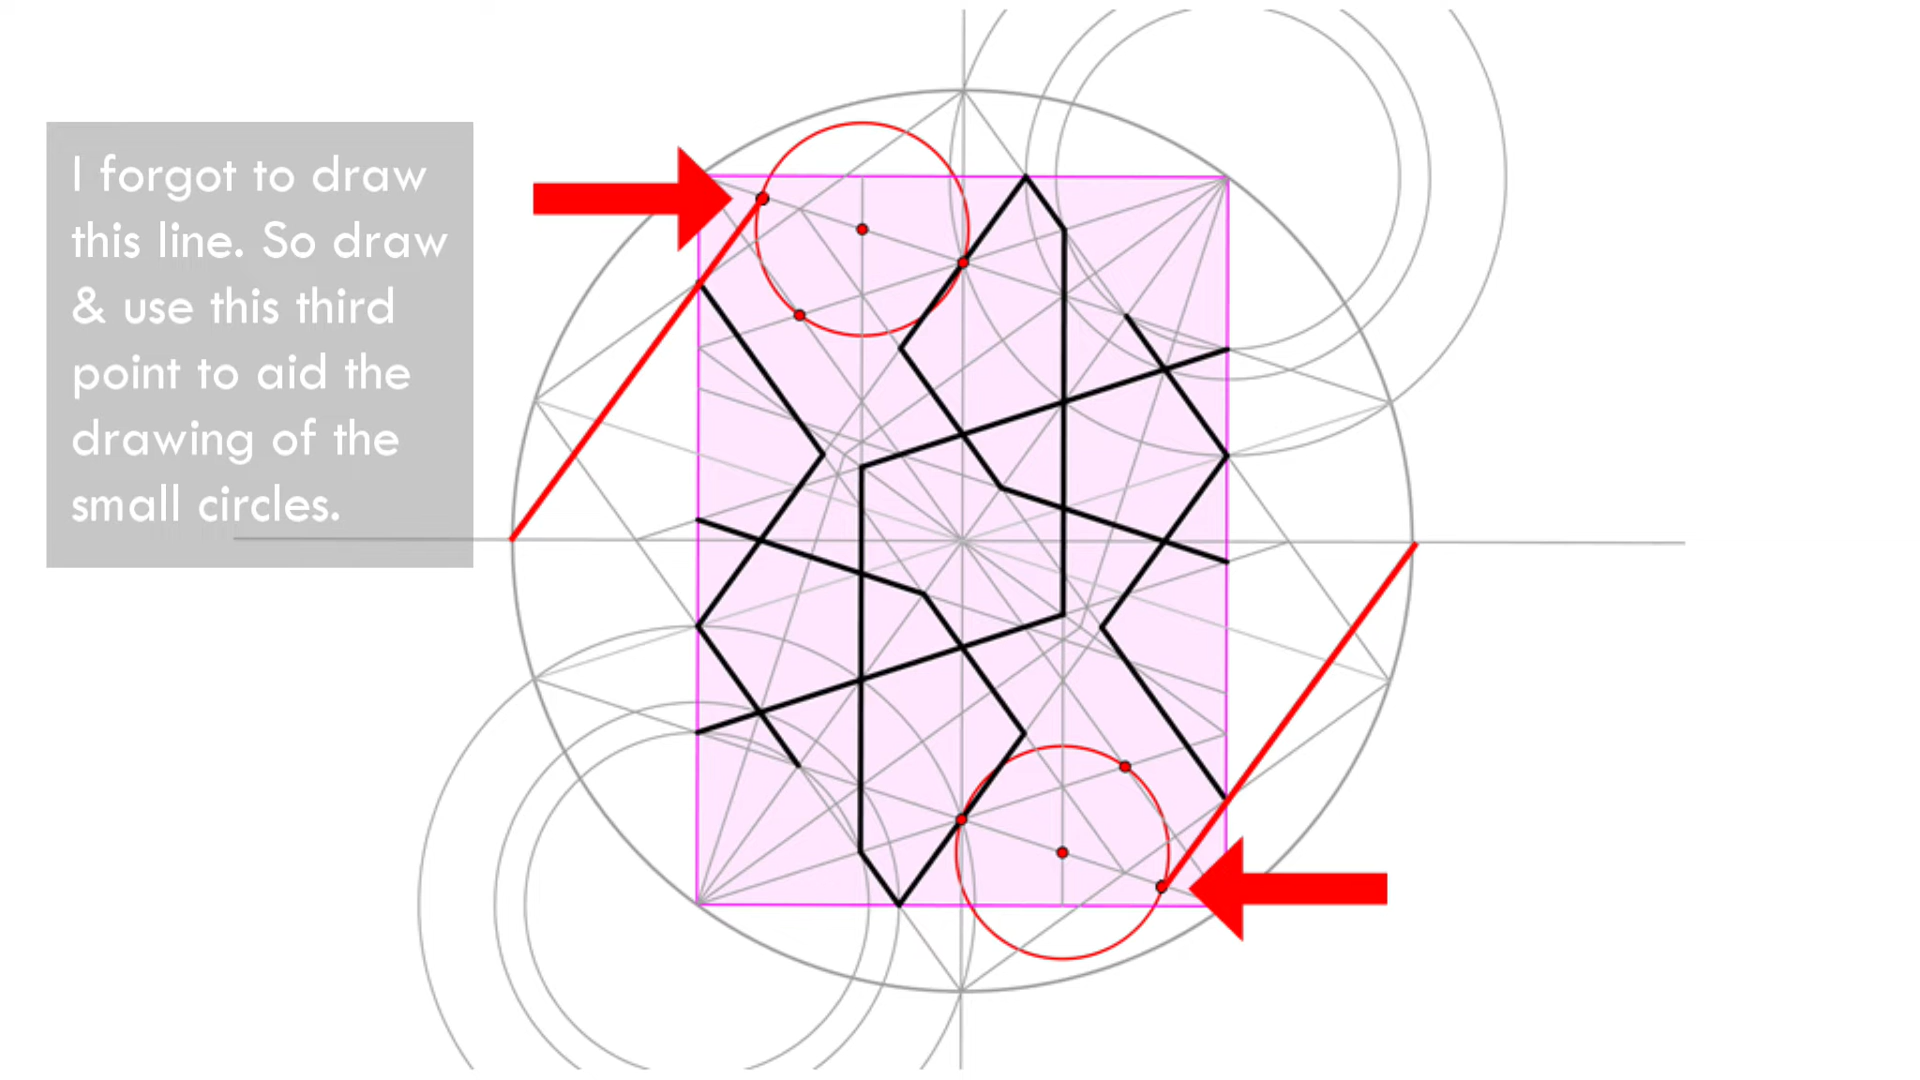 I forgot to draw
this line. So draw
& use this third
point to aid the
drawing of the
small circles.